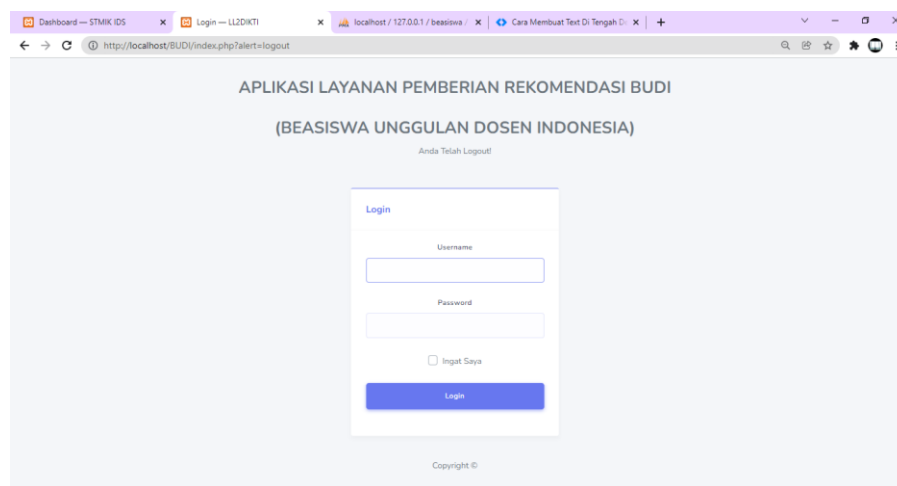 Dashboard — STMIK IDS
Login — LL2DIKTI
localhost / 127.0.0.1 / beasiswa /
Cara Membuat Text Di Tengah D
http://localhost/BUDI/index.php?alert=logout
APLIKASI LAYANAN PEMBERIAN REKOMENDASI BUDI
(BEASISWA UNGGULAN DOSEN INDONESIA)
Anda Telah Logout!
Login
Username
Password
Ingat Saya
Login
Copyright ©